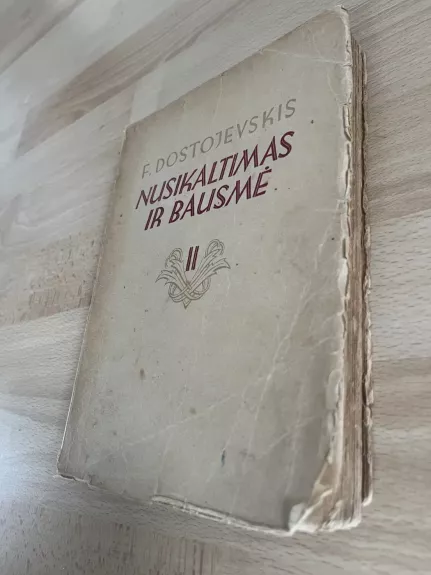 F. DOSTOJEVSKIS
NUSIKALTIMAS
IR BAUSMĖ
II